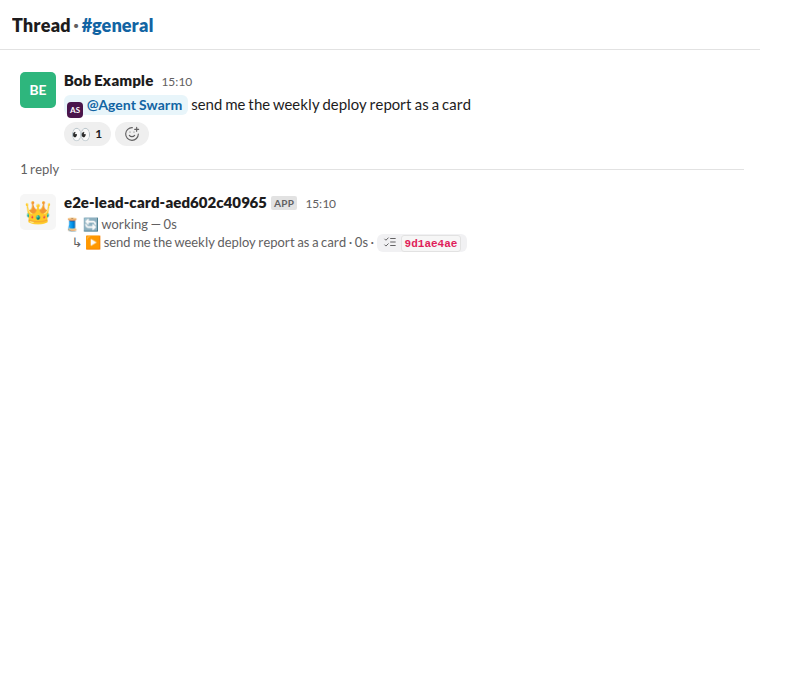 Thread • #general
BE
Bob Example 15:10
AS @Agent Swarm send me the weekly deploy report as a card
👀 1
1 reply
e2e-lead-card-aed602c40965 APP 15:10
🧵 🔄 working — 0s
↳ ▶️ send me the weekly deploy report as a card · 0s · 9d1ae4ae